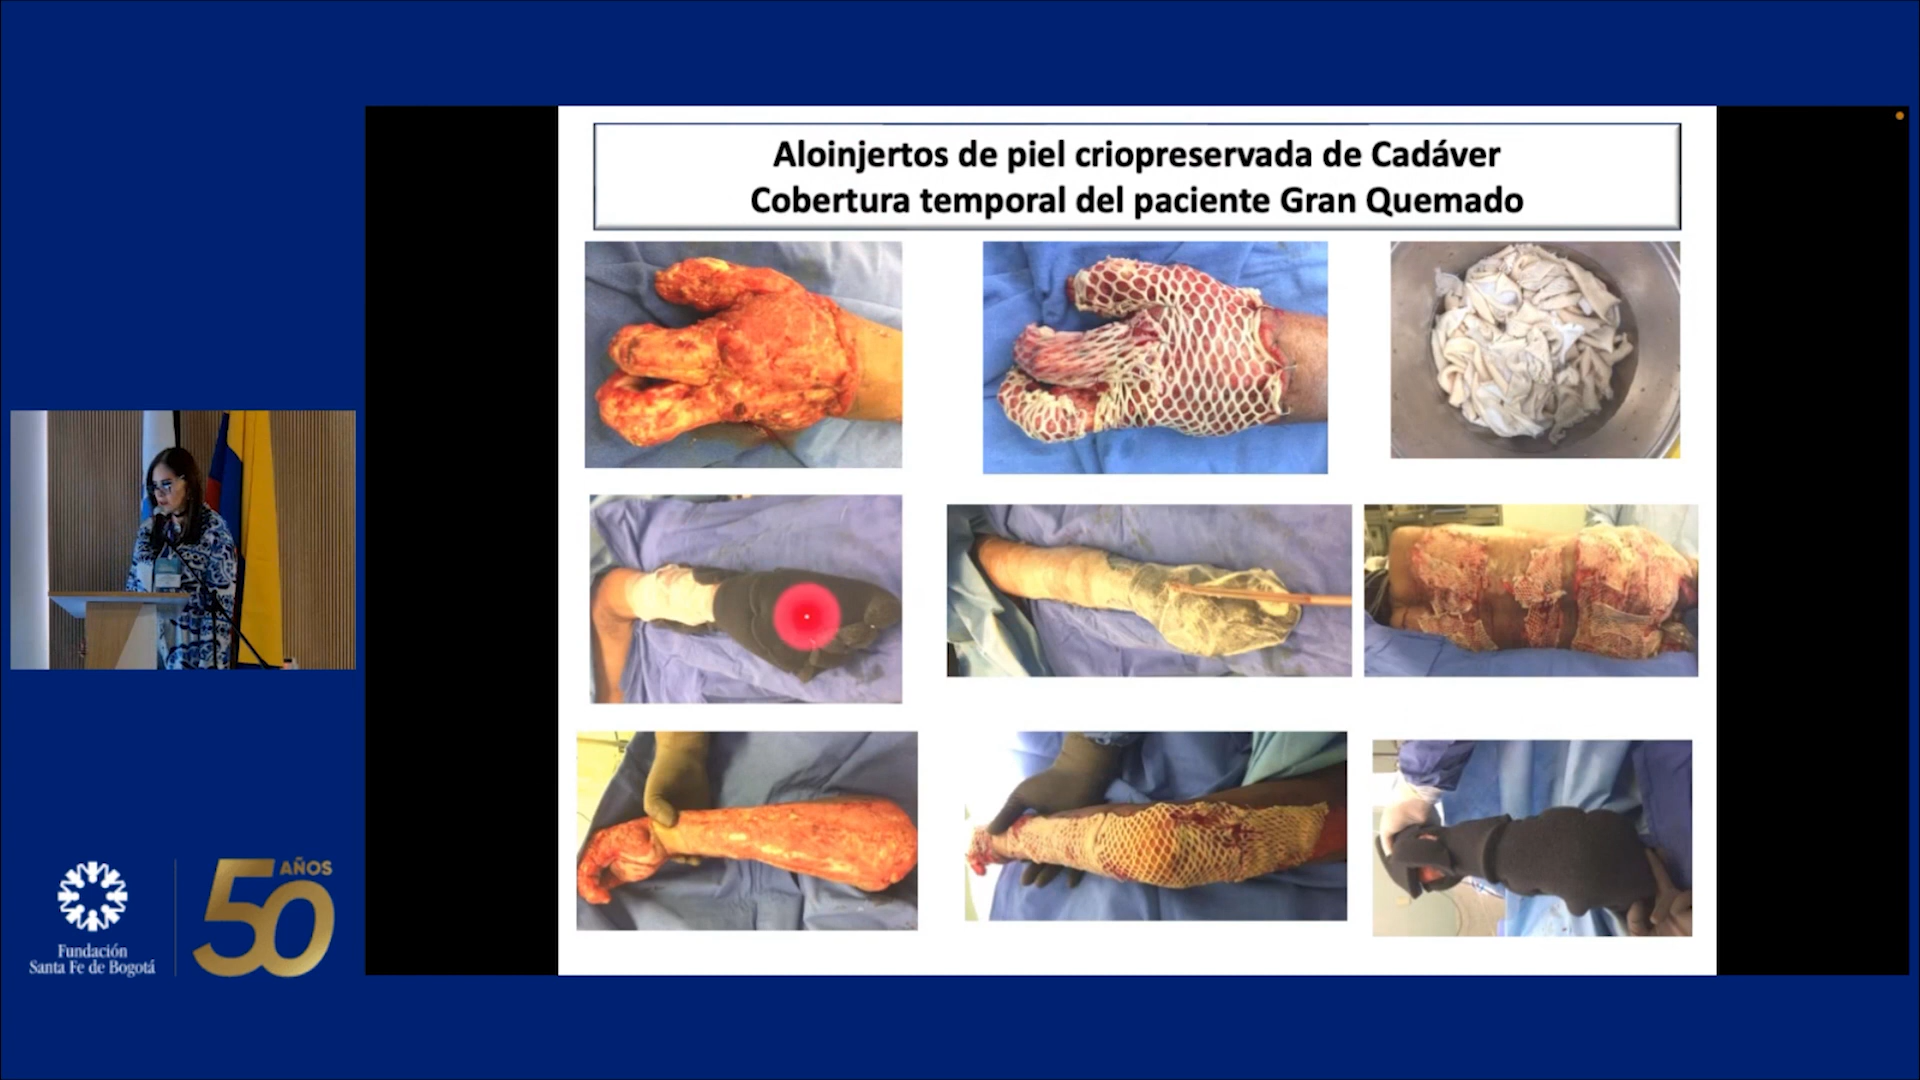 Aloinjertos de piel criopreservada de Cadáver
Cobertura temporal del paciente Gran Quemado
Fundación
Santa Fe de Bogotá
50
AÑOS